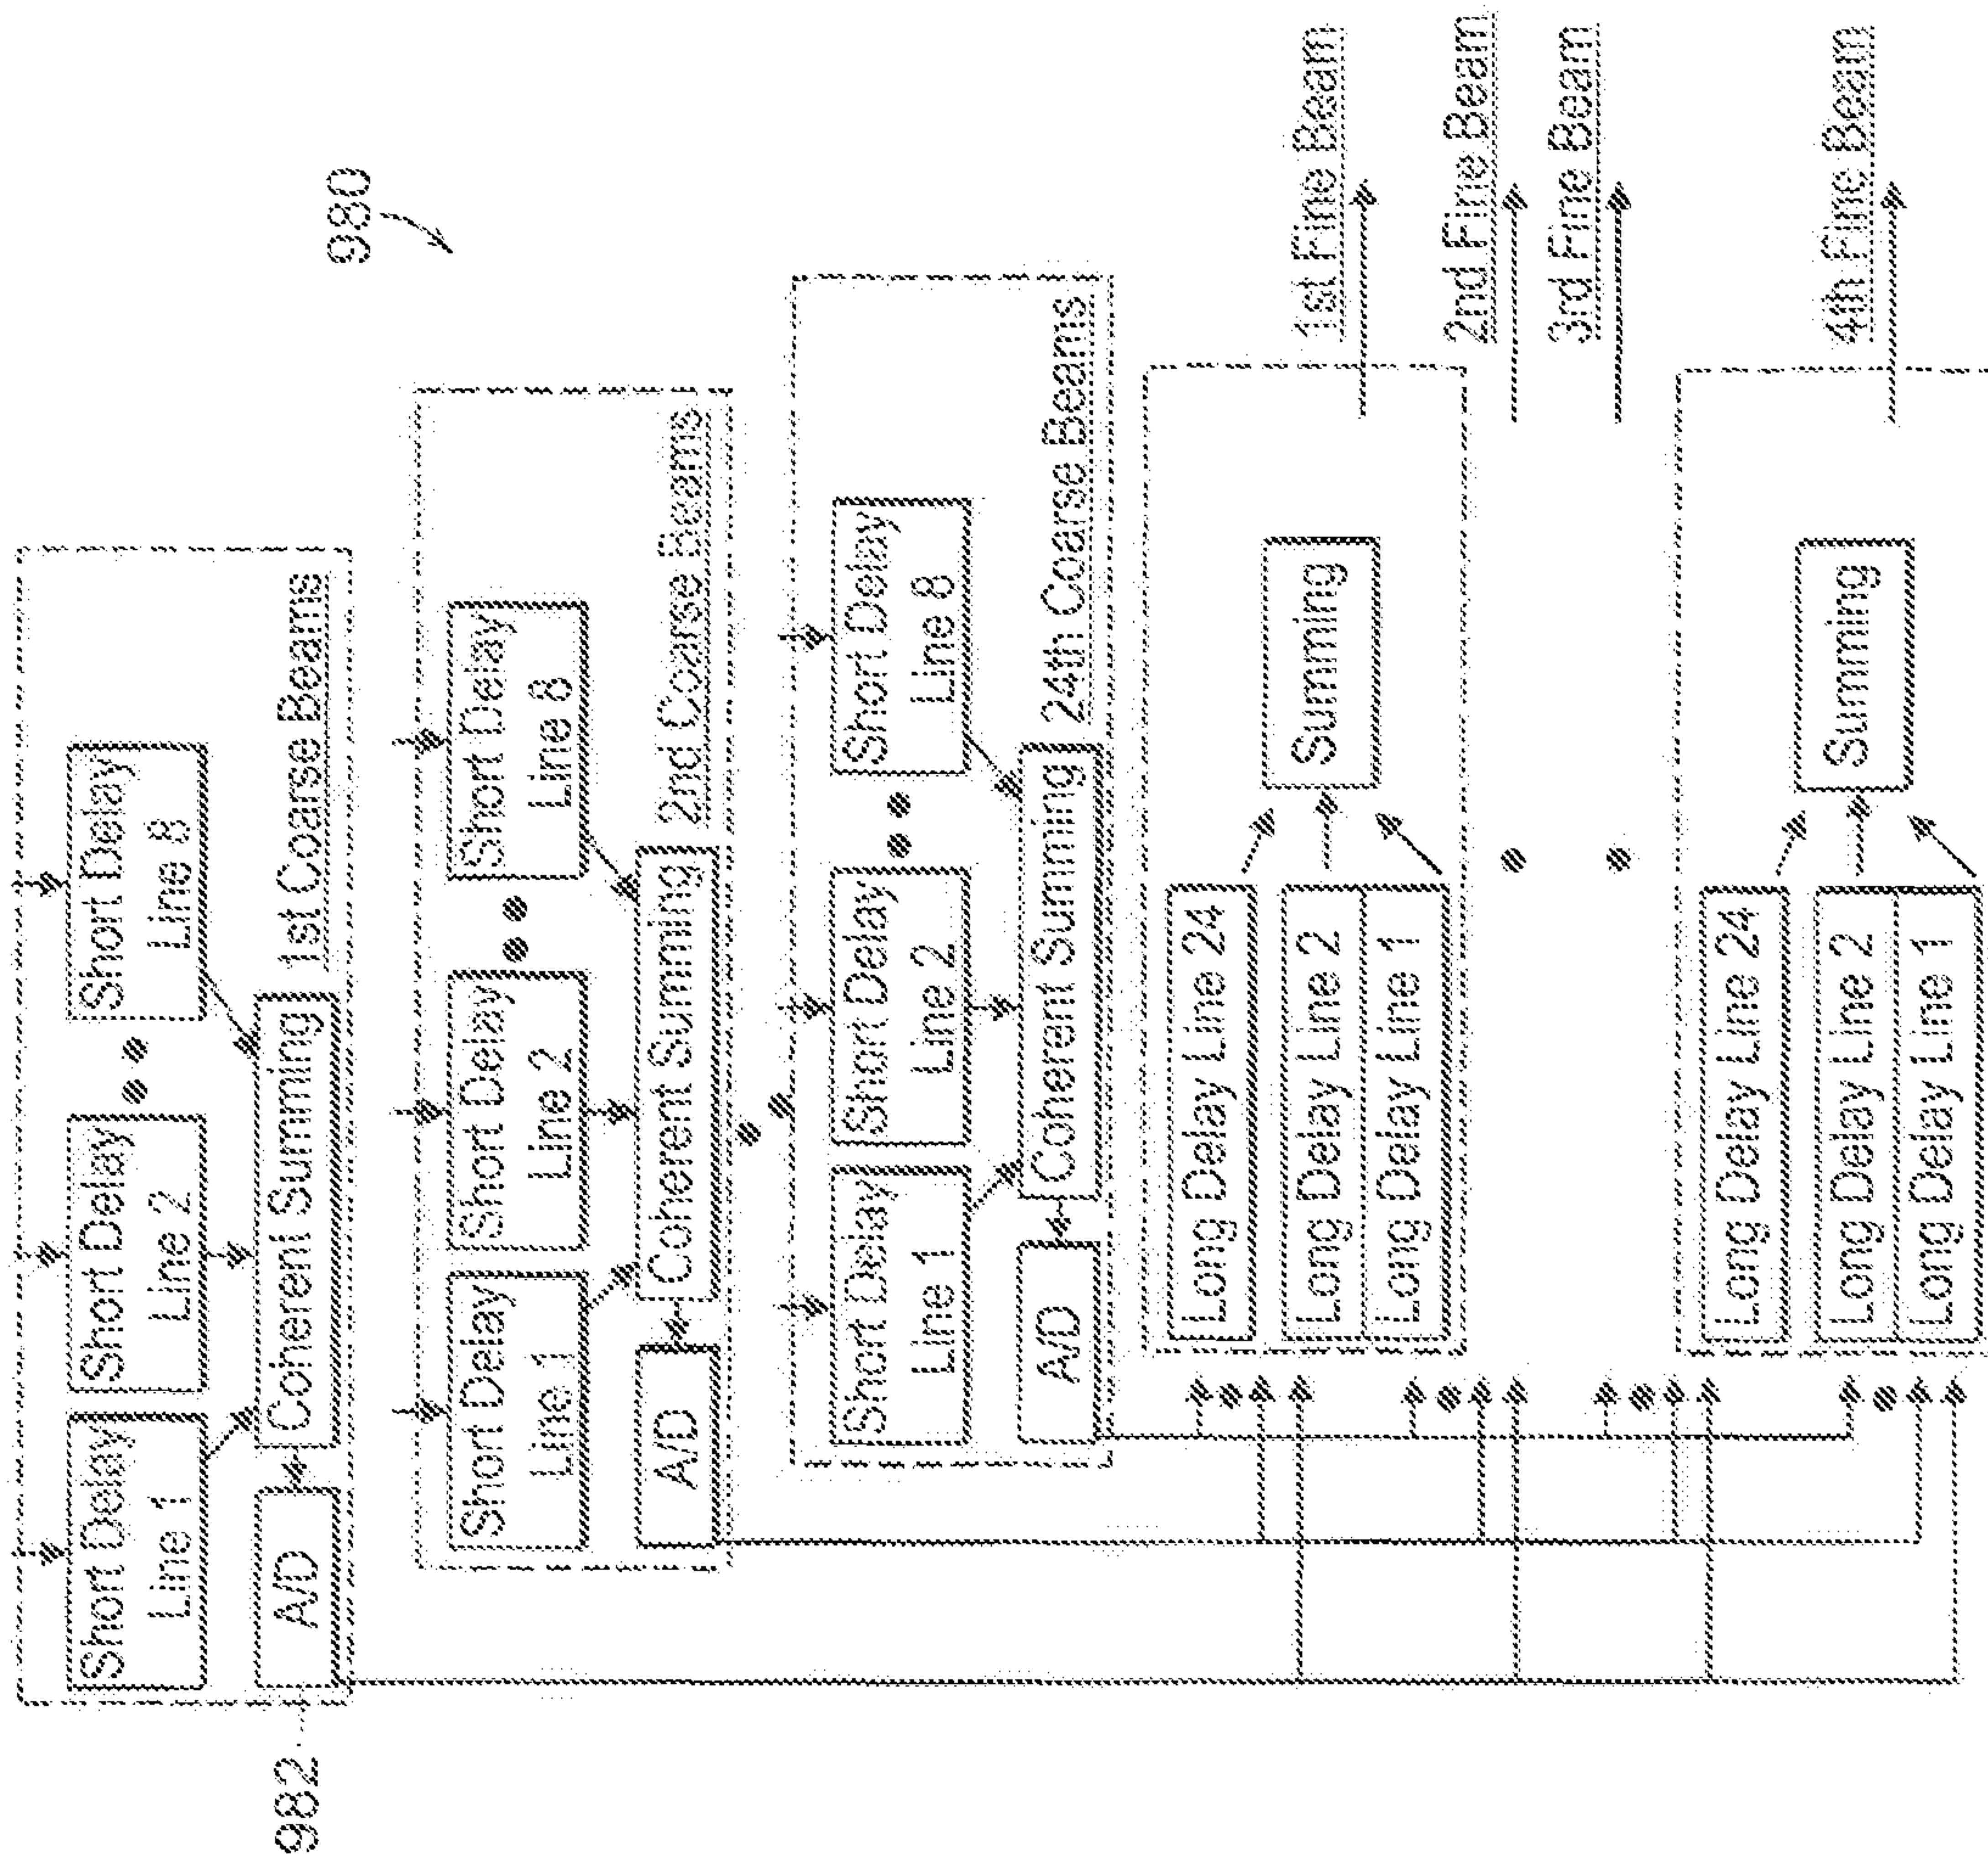 980
982
Short Delay
Line 1
Short Delay
Line 2
Short Delay
Line 8
A/D
Coherent Summing
1st Coarse Beams
Short Delay
Line 1
Short Delay
Line 2
Short Delay
Line 8
A/D
Coherent Summing
2nd Coarse Beams
Short Delay
Line 1
Short Delay
Line 2
Short Delay
Line 8
A/D
Coherent Summing
24th Coarse Beams
Long Delay Line 24
Long Delay Line 2
Long Delay Line 1
Summing
1st Fine Beam
2nd Fine Beam
3rd Fine Beam
Long Delay Line 24
Long Delay Line 2
Long Delay Line 1
Summing
4th Fine Beam